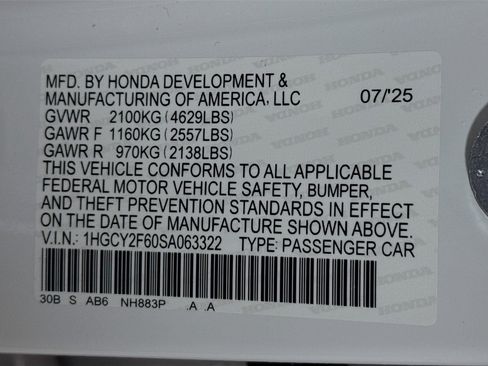 MFD. BY HONDA DEVELOPMENT &
MANUFACTURING OF AMERICA, LLC 07/'25
GVWR 2100KG (4629LBS)
GAWR F 1160KG (2557LBS)
GAWR R 970KG (2138LBS)
THIS VEHICLE CONFORMS TO ALL APPLICABLE
FEDERAL MOTOR VEHICLE SAFETY, BUMPER,
AND THEFT PREVENTION STANDARDS IN EFFECT
ON THE DATE OF MANUFACTURE SHOWN ABOVE.
V.I.N.: 1HGCY2F60SA063322 TYPE: PASSENGER CAR
30B S AB6 NH883P .A .A